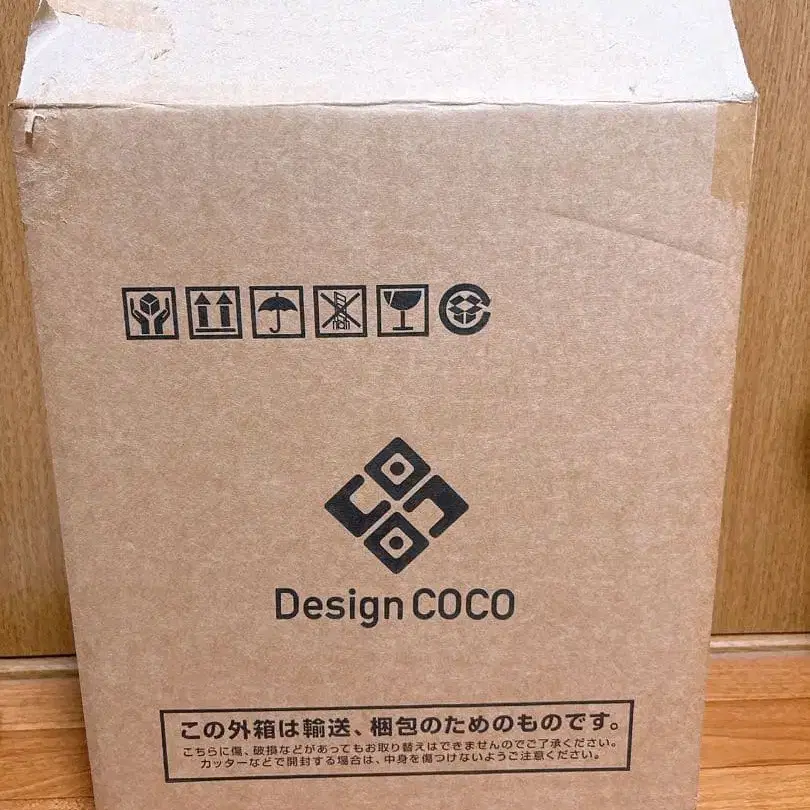 Design COCO
この外箱は輸送、梱包のためのものです。
こちらに傷、破損などがあってもお取り替えはできませんのでご了承ください。
カッターなどで開封する場合は、中身を傷つけないようご注意ください。